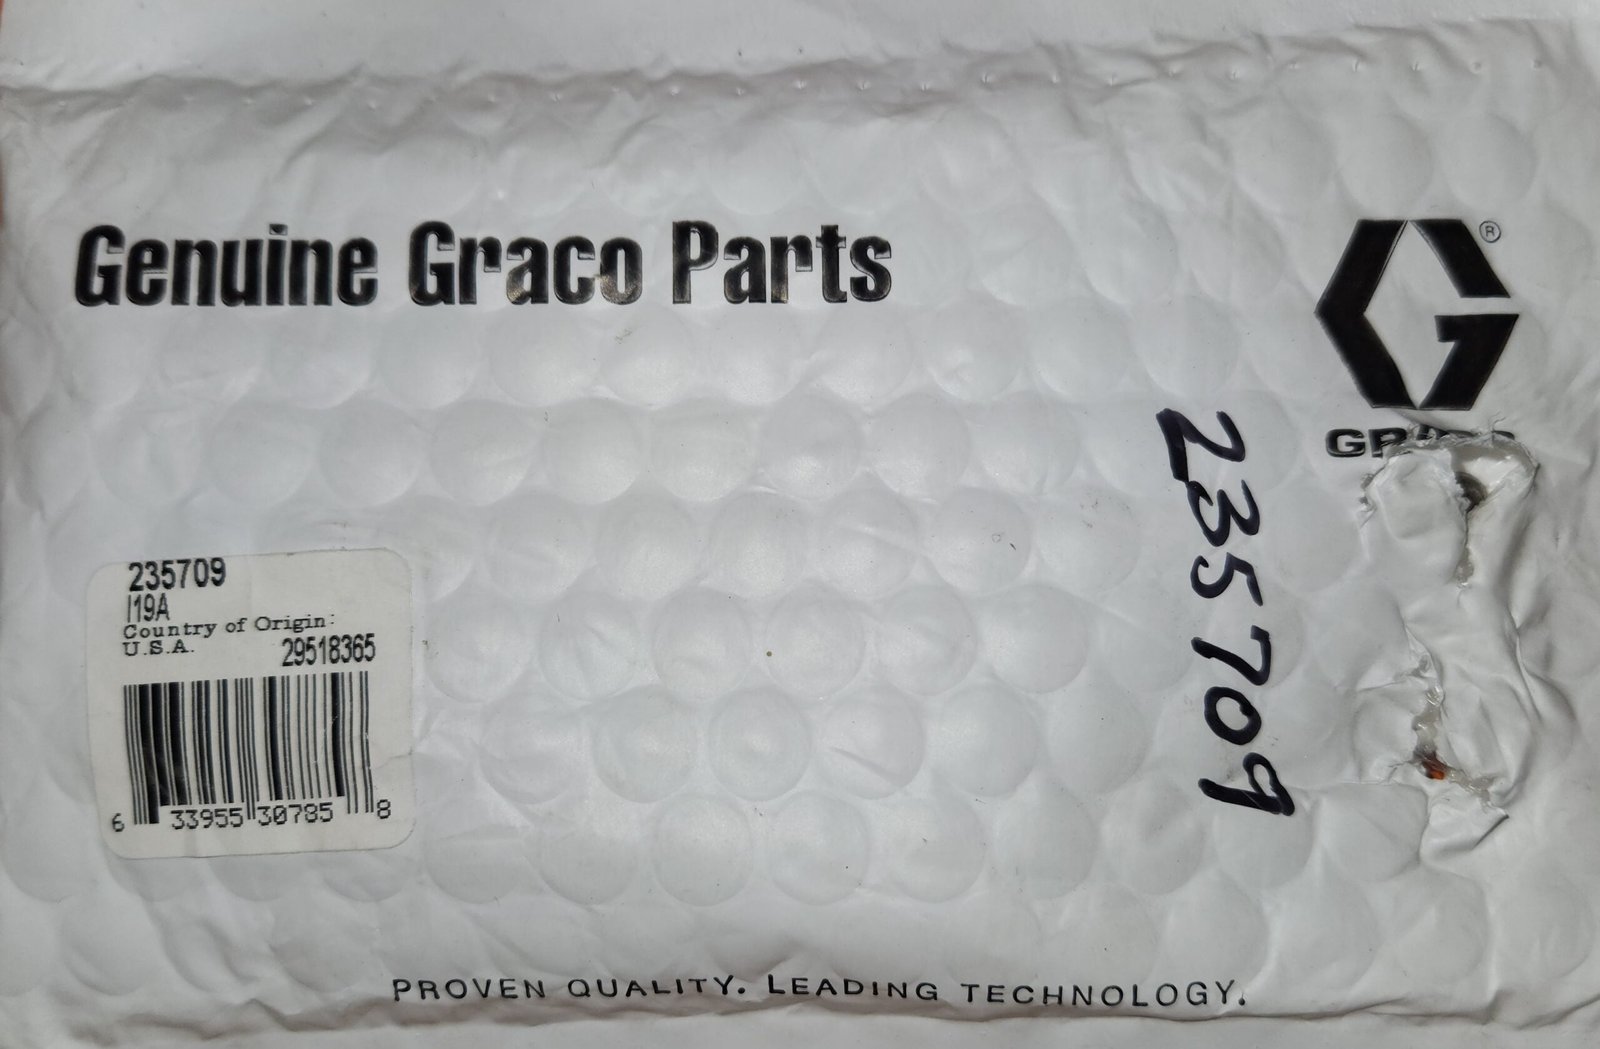 Genuine Graco Parts
®
235709
235709
I19A
Country of Origin:
U.S.A.
29518365
6 33955 30785 8
PROVEN QUALITY. LEADING TECHNOLOGY.